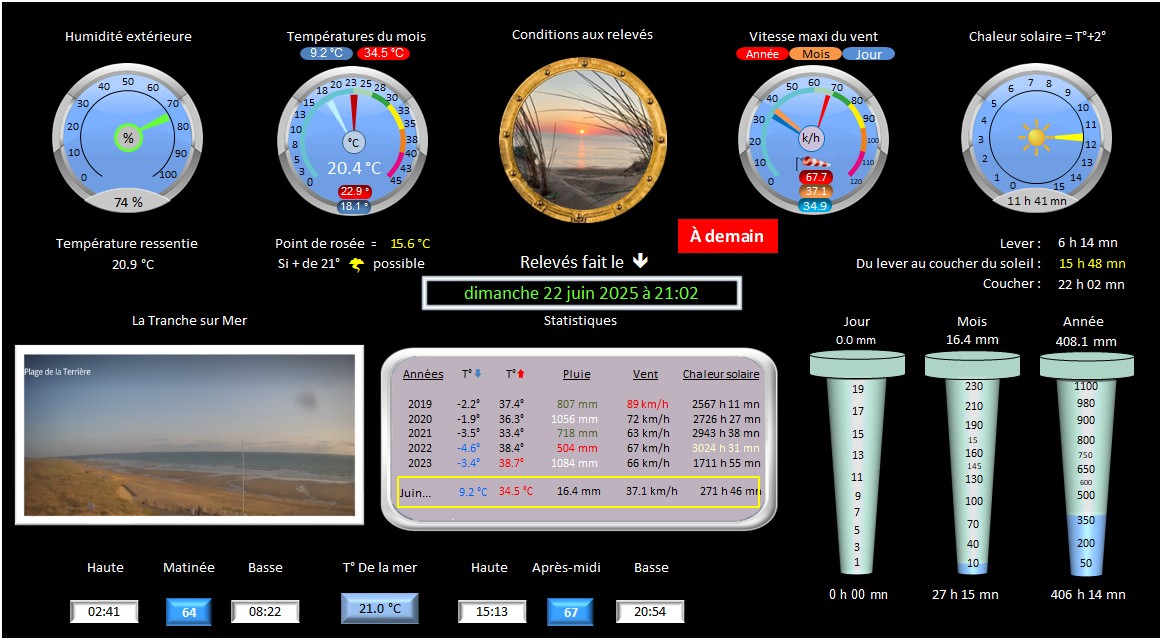 Humidité extérieure
Températures du mois
Conditions aux relevés
Vitesse maxi du vent
Chaleur solaire = T°+2°
9.2 °C 34.5 °C
Année Mois Jour
0 10 20 30 40 50 60 70 80 90 100
%
74 %
0 3 5 8 10 13 15 18 20 23 25 28 30 33 35 38 40 43 45
°C
20.4 °C
22.9 °
18.1 °
0 10 20 30 40 50 60 70 80 90 100 110 120
k/h
67.7
37.1
34.9
0 1 2 3 4 5 6 7 8 9 10 11 12 14 15
11 h 41 mn
À demain
Température ressentie
20.9 °C
Point de rosée = 15.6 °C
Si + de 21° possible
Relevés fait le
dimanche 22 juin 2025 à 21:02
Lever : 6 h 14 mn
Du lever au coucher du soleil : 15 h 48 mn
Coucher : 22 h 02 mn
La Tranche sur Mer
Plage de la Terrière
Statistiques
Années T° T° Pluie Vent Chaleur solaire
2019 -2.2° 37.4° 807 mm 89 km/h 2567 h 11 mn
2020 -1.9° 36.3° 1056 mm 72 km/h 2726 h 27 mn
2021 -3.5° 33.4° 718 mm 63 km/h 2943 h 38 mn
2022 -4.6° 38.4° 504 mm 67 km/h 3024 h 31 mn
2023 -3.4° 38.7° 1084 mm 66 km/h 1711 h 55 mn
Juin... 9.2 °C 34.5 °C 16.4 mm 37.1 km/h 271 h 46 mn
Jour
0.0 mm
19
17
15
13
11
9
7
5
3
1
0 h 00 mn
Mois
16.4 mm
230
210
190
15
160
145
130
100
70
40
10
27 h 15 mn
Année
408.1 mm
1100
980
900
800
750
650
600
500
350
200
50
406 h 14 mn
Haute Matinée Basse
02:41 64 08:22
T° De la mer
21.0 °C
Haute Après-midi Basse
15:13 67 20:54